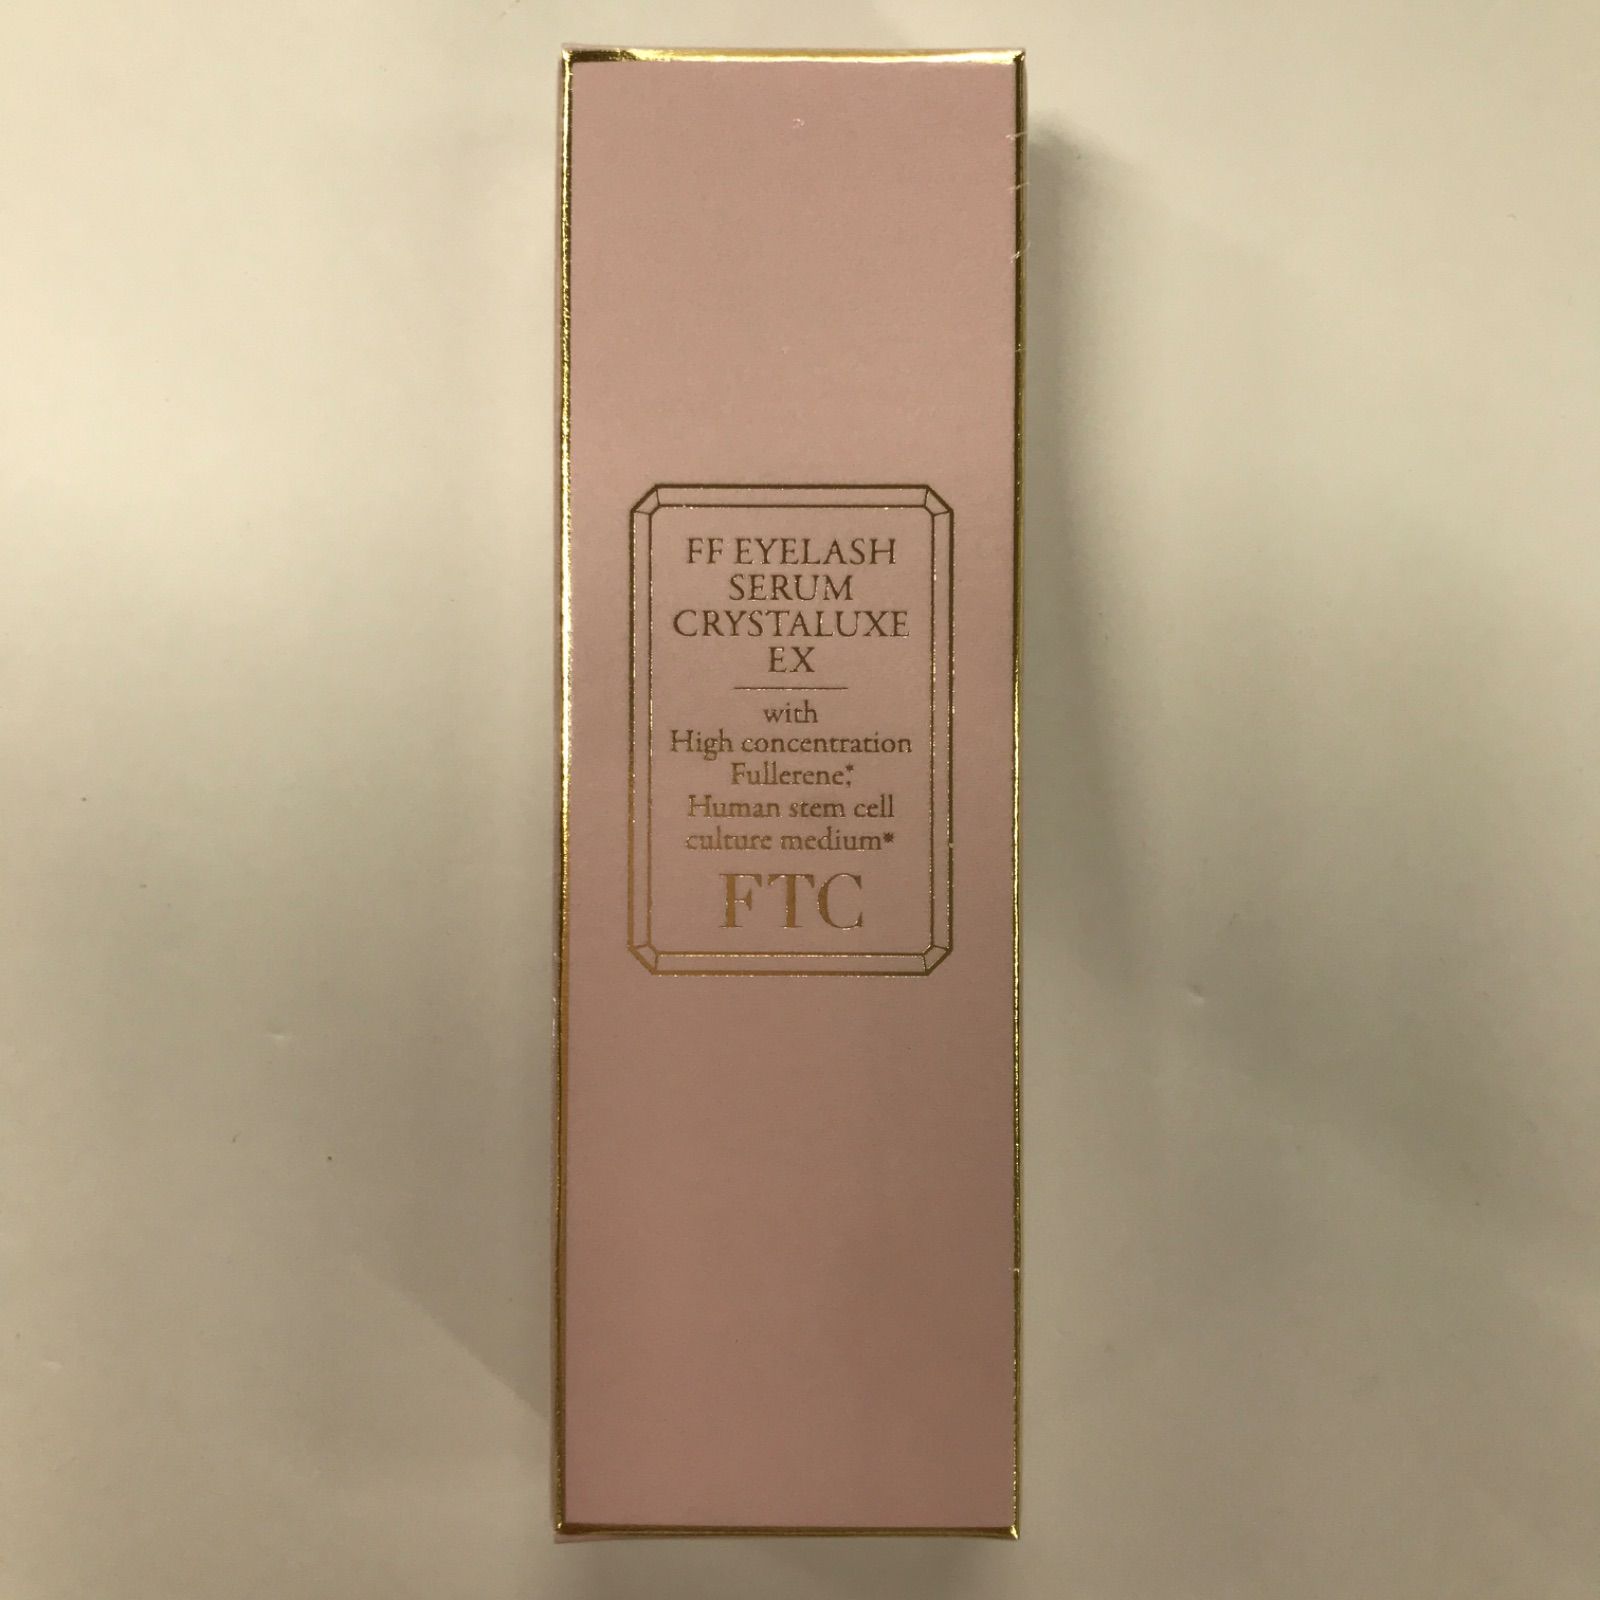 FF EYELASH
SERUM
CRYSTALUXE
EX
with
High concentration
Fullerene,*
Human stem cell
culture medium*
FTC